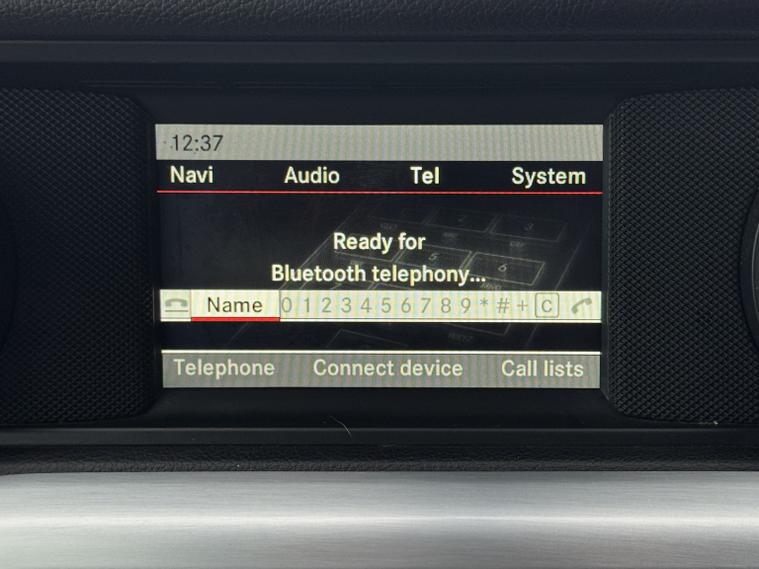 12:37
Navi Audio Tel System
Ready for
Bluetooth telephony...
Name 0 1 2 3 4 5 6 7 8 9 * # + C
Telephone Connect device Call lists